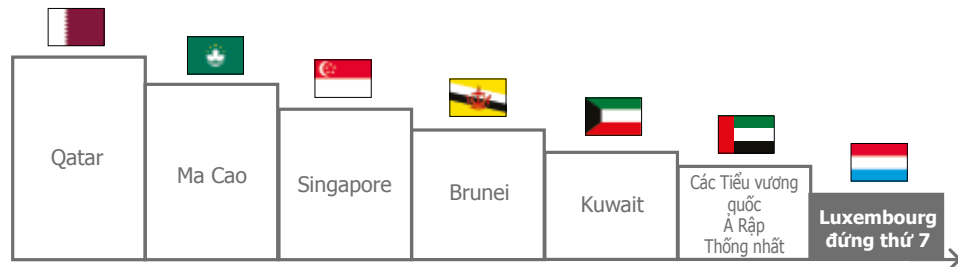 Qatar
Ma Cao
Singapore
Brunei
Kuwait
Các Tiểu vương
quốc
Ả Rập
Thống nhất
Luxembourg
đứng thứ 7